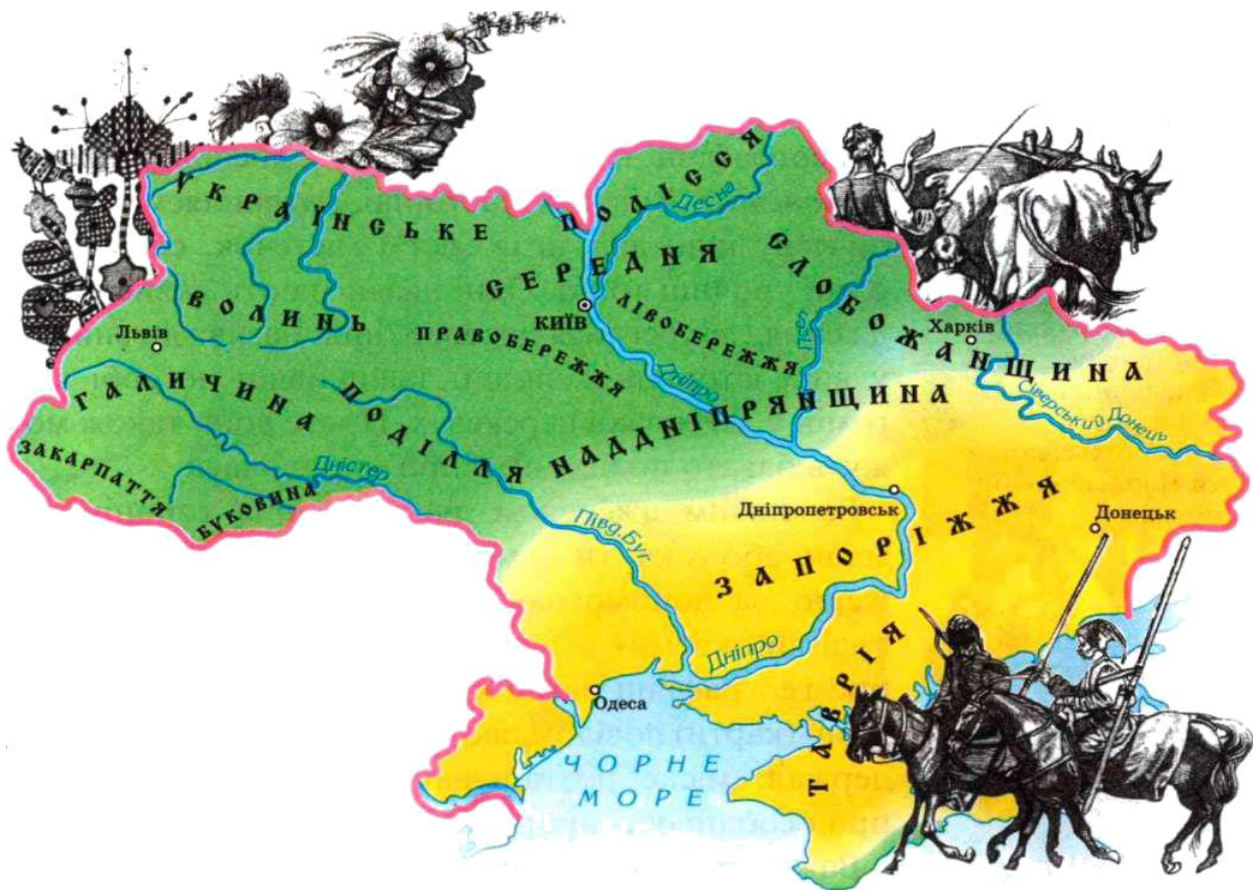 УКРАЇНСЬКЕ ПОЛІССЯ
Десна
СЕРЕДНЯ
СЛОБОЖАНЩИНА
ВОЛИНЬ
КИЇВ
ЛІВОБЕРЕЖЖЯ
Псел
Львів
ПРАВОБЕРЕЖЖЯ
Харків
Дніпро
ГАЛИЧИНА
ПОДІЛЛЯ
НАДДНІПРЯНЩИНА
Сіверський Донець
ЗАКАРПАТТЯ
Дністер
БУКОВИНА
Дніпропетровськ
Донецьк
Півд. Буг
ЗАПОРІЖЖЯ
Дніпро
ТАВРІЯ
Одеса
ЧОРНЕ
МОРЕ